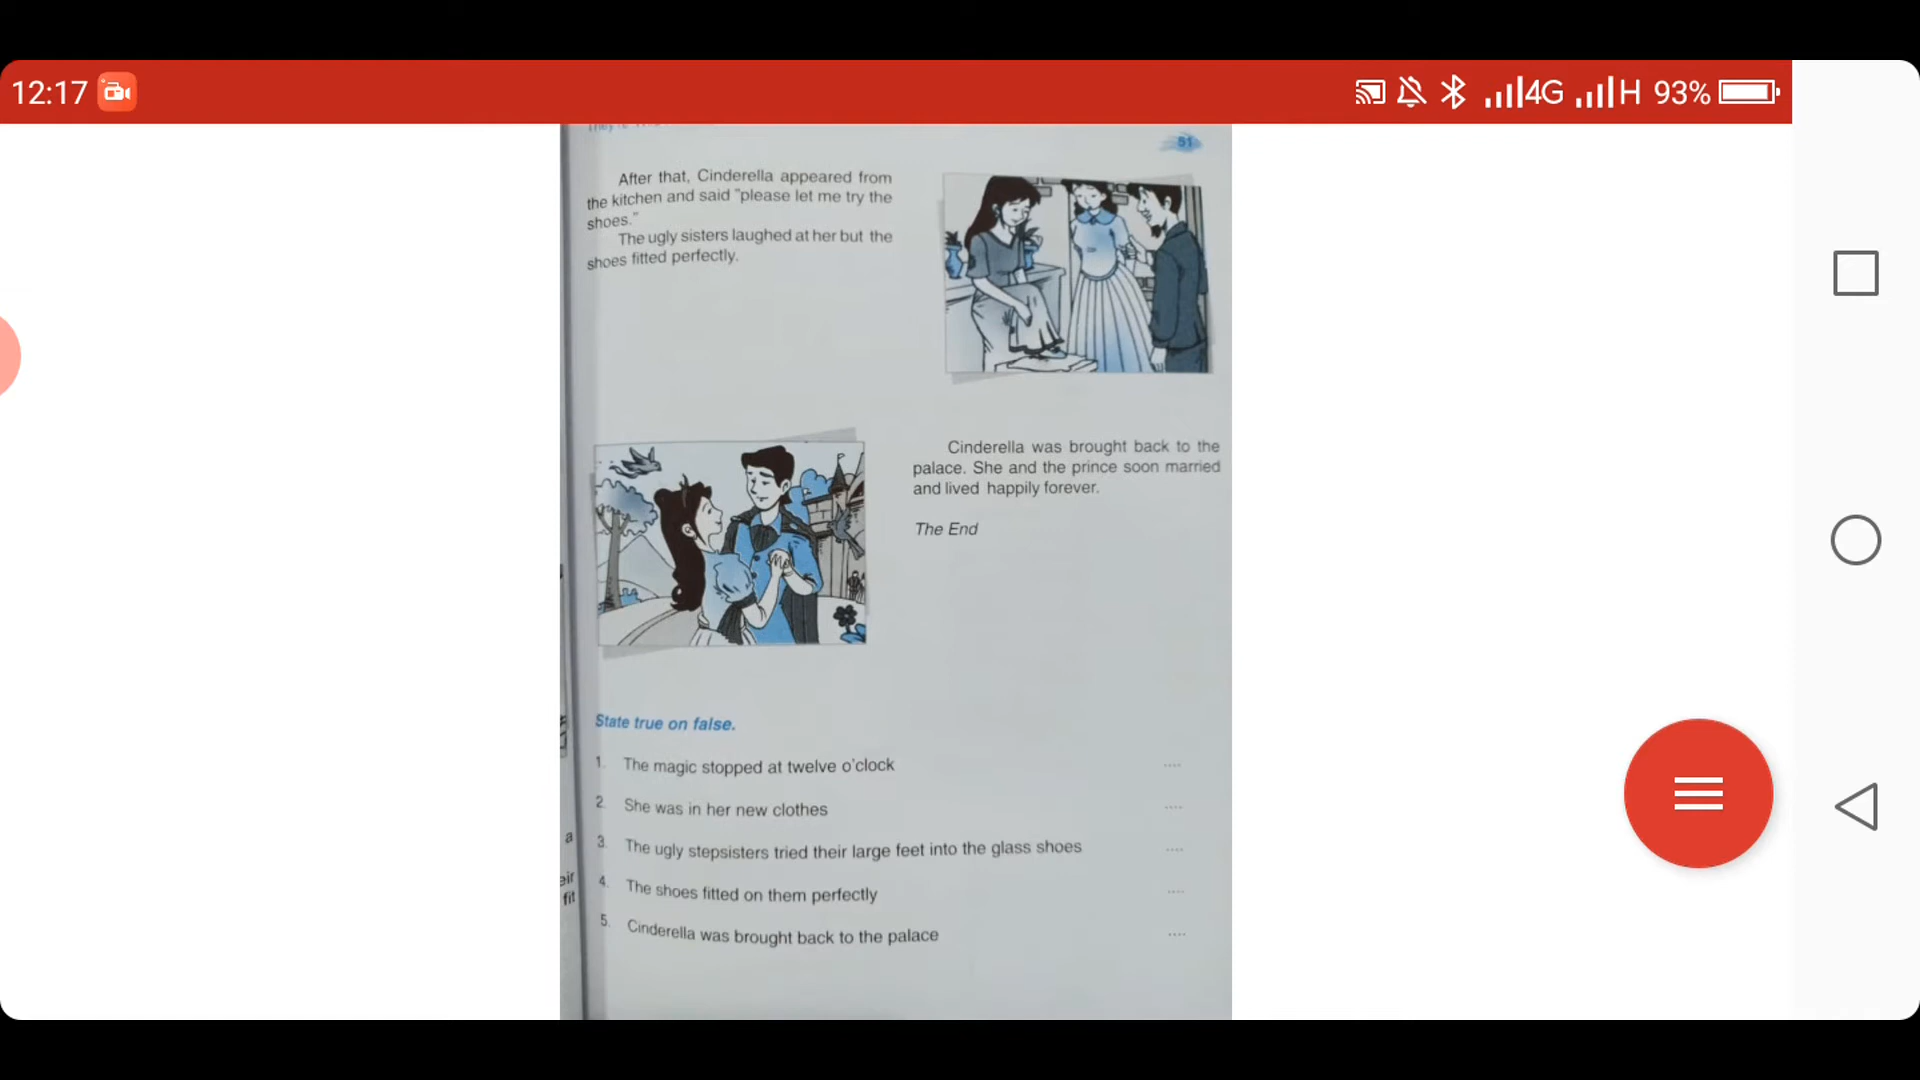 12:17
4G H 93%
51
After that, Cinderella appeared from
the kitchen and said "please let me try the
shoes."
The ugly sisters laughed at her but the
shoes fitted perfectly.
Cinderella was brought back to the
palace. She and the prince soon married
and lived happily forever.
The End
State true on false.
1. The magic stopped at twelve o'clock ....
2. She was in her new clothes ....
3. The ugly stepsisters tried their large feet into the glass shoes ....
a
eir
4. The shoes fitted on them perfectly ....
fit
5. Cinderella was brought back to the palace ....